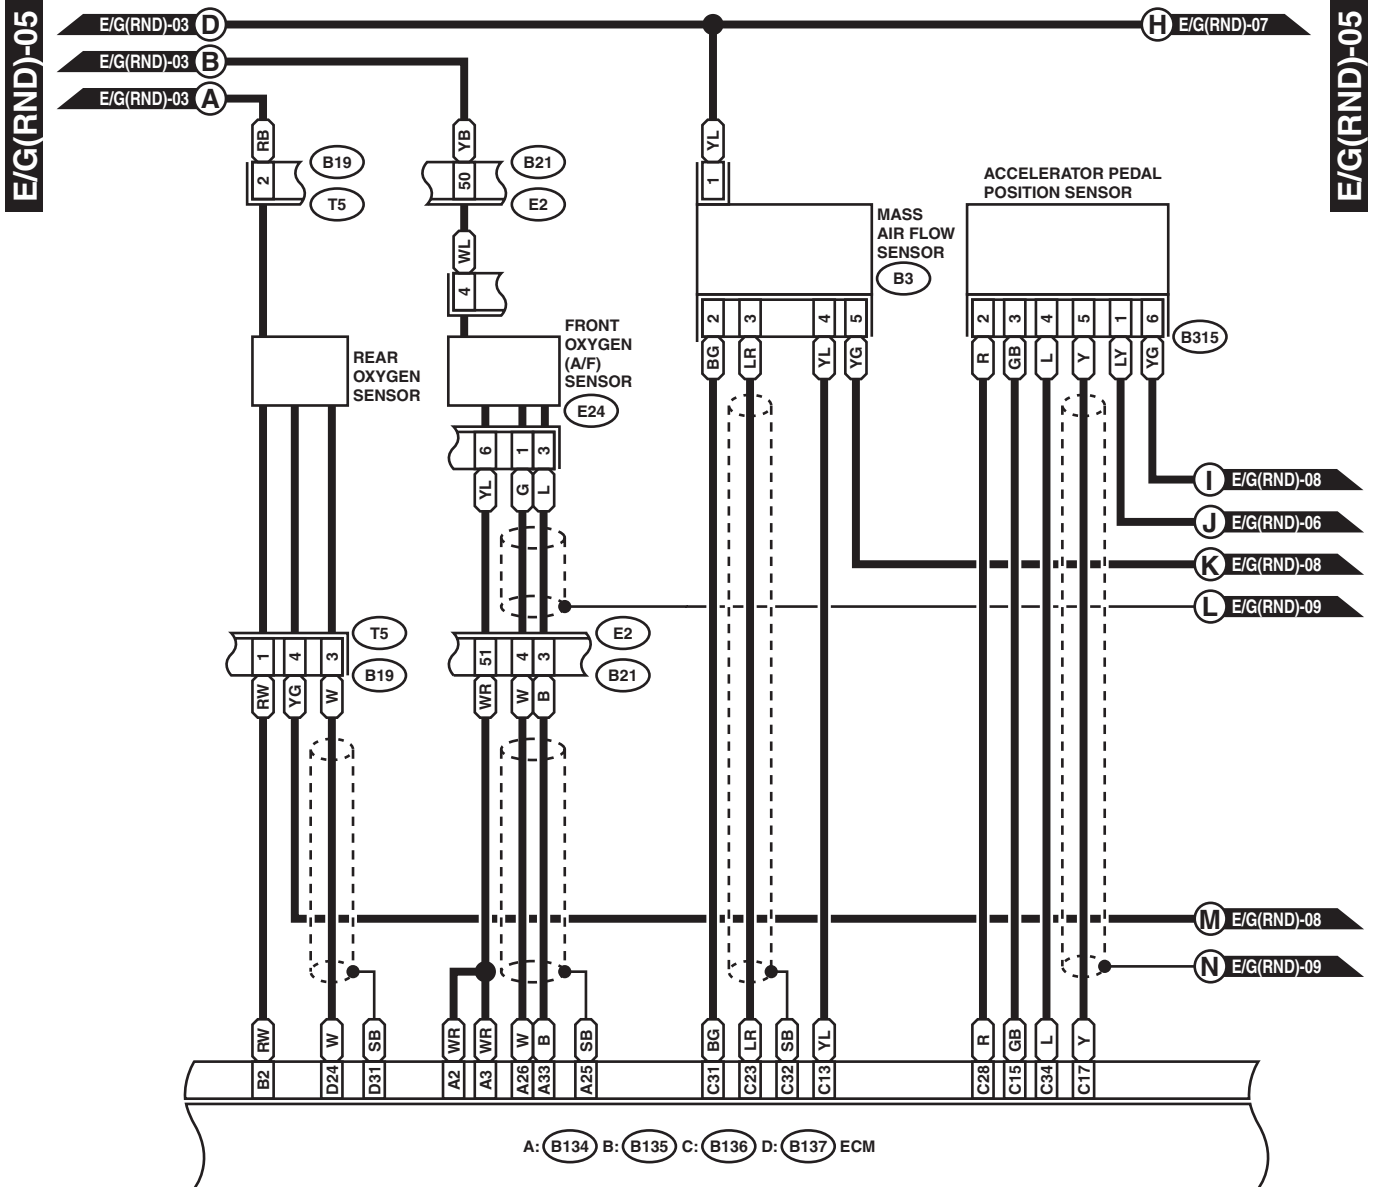 E/G(RND)-05
E/G(RND)-03 D
H E/G(RND)-07
E/G(RND)-05
E/G(RND)-03 B
E/G(RND)-03 A
RB
YB
YL
2
B19
T5
50
B21
E2
1
ACCELERATOR PEDAL
POSITION SENSOR
MASS
AIR FLOW
SENSOR
B3
WL
4
2 3 4 5
2 3 4 5 1 6
B315
FRONT
OXYGEN
(A/F)
SENSOR
E24
REAR
OXYGEN
SENSOR
BG LR YL YG
R GB L Y LY YG
6 1 3
YL G L
I E/G(RND)-08
J E/G(RND)-06
K E/G(RND)-08
L E/G(RND)-09
T5
B19
1 4 3
E2
B21
51 4 3
RW YG W
WR W B
M E/G(RND)-08
N E/G(RND)-09
RW W SB WR WR W B SB BG LR SB YL R GB L Y
B2 D24 D31 A2 A3 A26 A33 A25 C31 C23 C32 C13 C28 C15 C34 C17
A: B134 B: B135 C: B136 D: B137 ECM